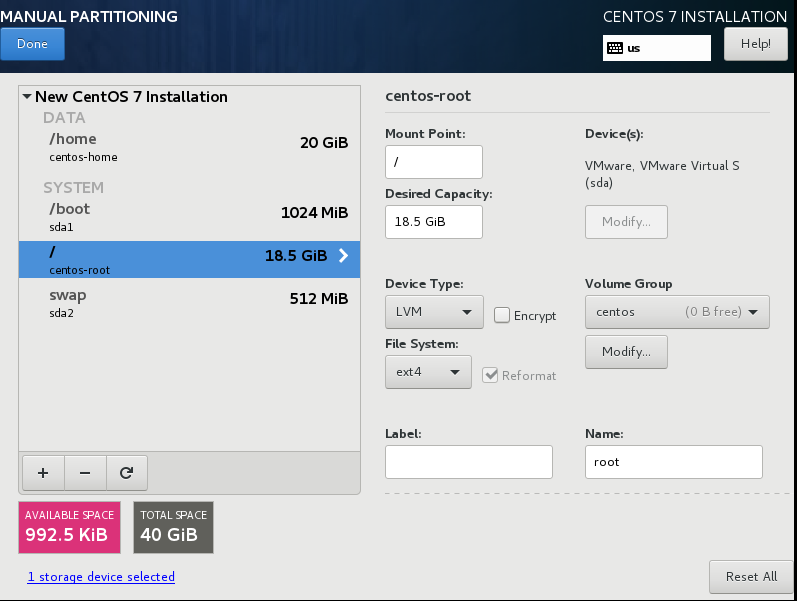 MANUAL PARTITIONING
CENTOS 7 INSTALLATION
Done
us
Help!
New CentOS 7 Installation
DATA
/home 20 GiB
centos-home
SYSTEM
/boot 1024 MiB
sda1
/ 18.5 GiB
centos-root
swap 512 MiB
sda2
+ −
AVAILABLE SPACE
992.5 KiB
TOTAL SPACE
40 GiB
1 storage device selected
centos-root
Mount Point:
/
Device(s):
VMware, VMware Virtual S
(sda)
Desired Capacity:
18.5 GiB
Modify...
Device Type:
LVM
Encrypt
Volume Group
centos (0 B free)
File System:
ext4
Reformat
Modify...
Label:
Name:
root
Reset All